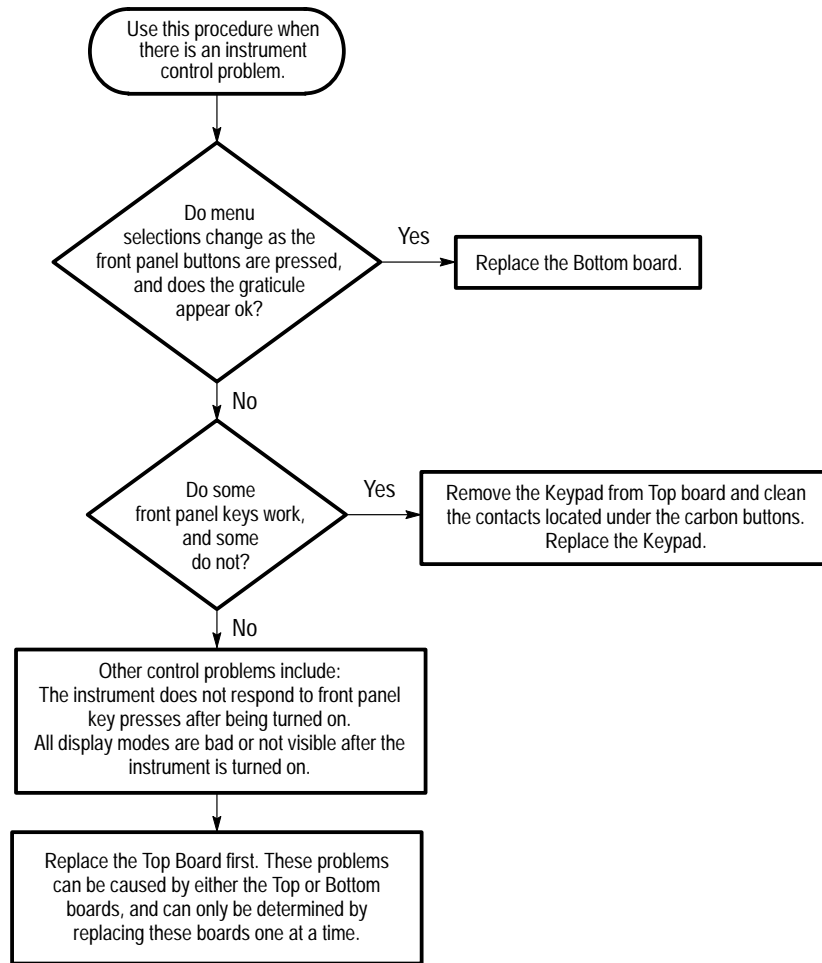 Use this procedure when
there is an instrument
control problem.
Do menu
selections change as the
front panel buttons are pressed,
and does the graticule
appear ok?
Yes
Replace the Bottom board.
No
Do some
front panel keys work,
and some
do not?
Yes
Remove the Keypad from Top board and clean
the contacts located under the carbon buttons.
Replace the Keypad.
No
Other control problems include:
The instrument does not respond to front panel
key presses after being turned on.
All display modes are bad or not visible after the
instrument is turned on.
Replace the Top Board first. These problems
can be caused by either the Top or Bottom
boards, and can only be determined by
replacing these boards one at a time.